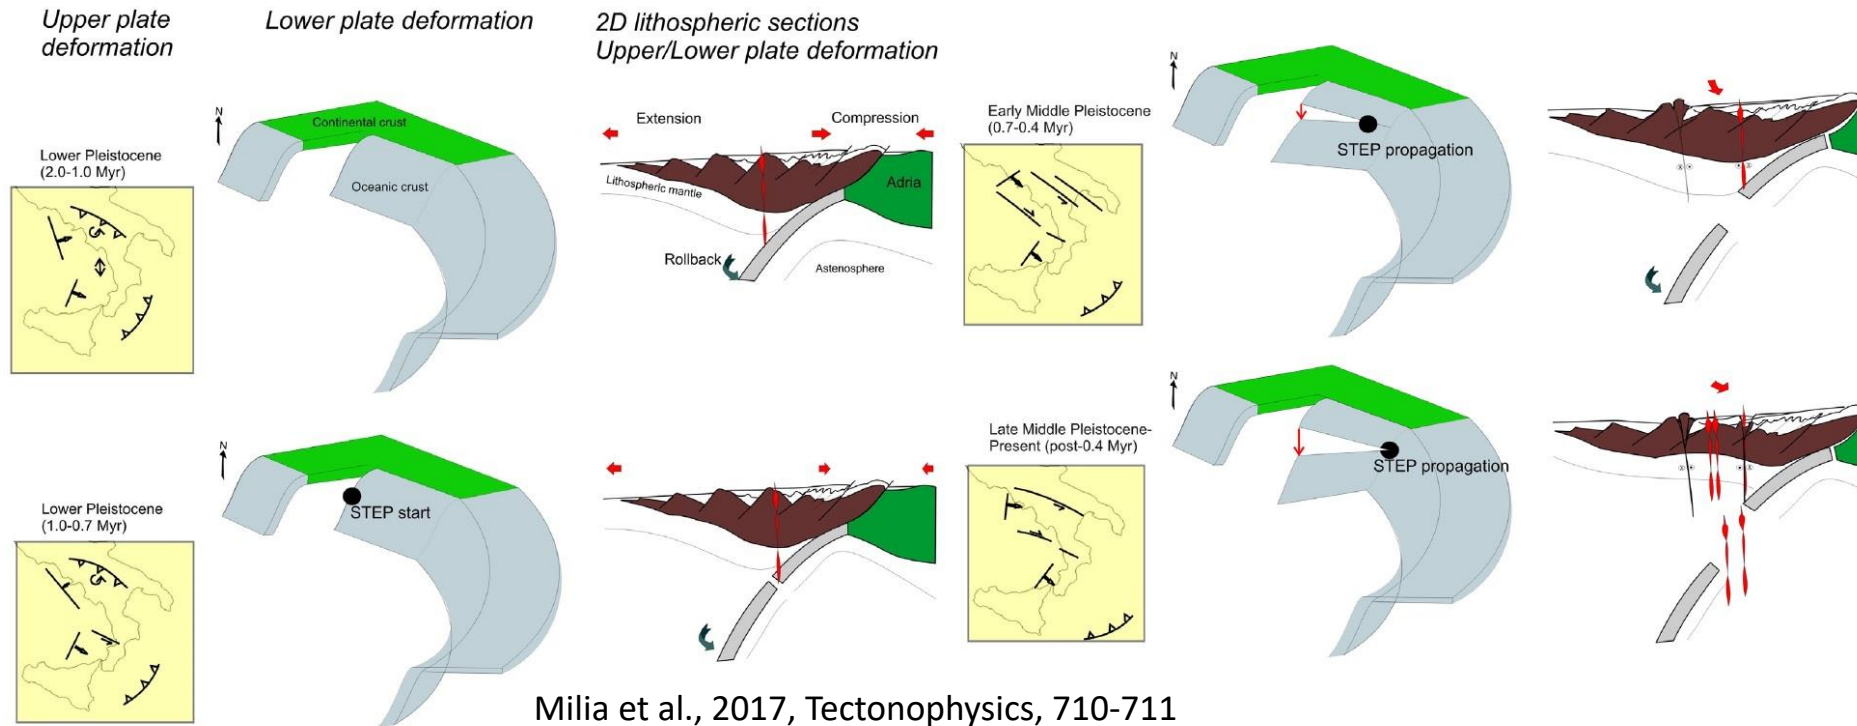 Upper plate
deformation
Lower plate deformation
2D lithospheric sections
Upper/Lower plate deformation
Lower Pleistocene
(2.0-1.0 Myr)
N
Continental crust
Oceanic crust
Extension
Compression
Lithospheric mantle
Adria
Rollback
Astenosphere
Lower Pleistocene
(1.0-0.7 Myr)
N
STEP start
Early Middle Pleistocene
(0.7-0.4 Myr)
N
STEP propagation
Late Middle Pleistocene-
Present (post-0.4 Myr)
N
STEP propagation
Milia et al., 2017, Tectonophysics, 710-711